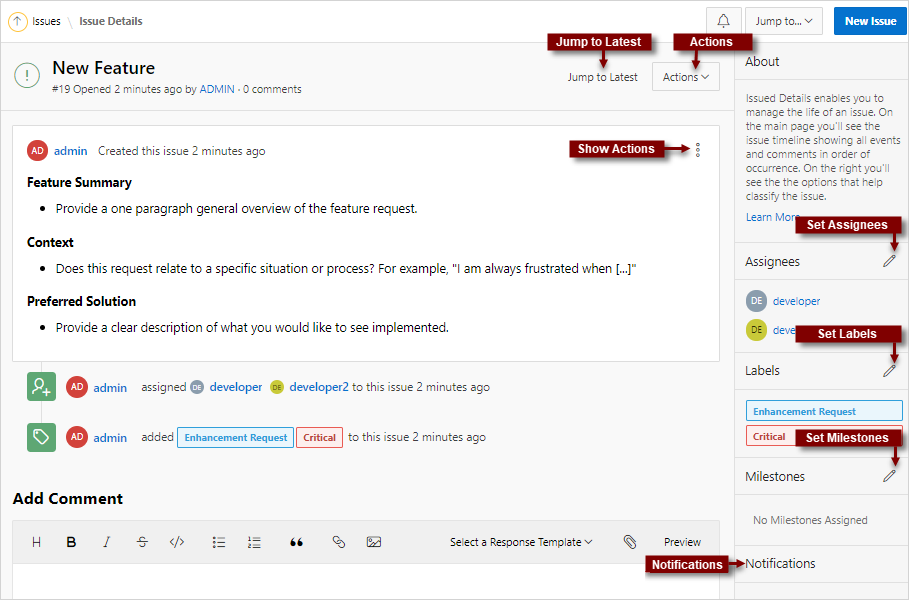 Issues \ Issue Details
Jump to... New Issue
Jump to Latest Actions
New Feature
#19 Opened 2 minutes ago by ADMIN · 0 comments
Jump to Latest Actions
AD admin Created this issue 2 minutes ago
Show Actions
Feature Summary
• Provide a one paragraph general overview of the feature request.
Context
• Does this request relate to a specific situation or process? For example, "I am always frustrated when [...]"
Preferred Solution
• Provide a clear description of what you would like to see implemented.
AD admin assigned DE developer DE developer2 to this issue 2 minutes ago
AD admin added Enhancement Request Critical to this issue 2 minutes ago
Add Comment
H B I S </> Select a Response Template Preview
About
Issued Details enables you to
manage the life of an issue. On
the main page you'll see the
issue timeline showing all events
and comments in order of
occurrence. On the right you'll
see the the options that help
classify the issue.
Learn More
Set Assignees
Assignees
DE developer
DE deve
Set Labels
Labels
Enhancement Request
Critical
Set Milestones
Milestones
No Milestones Assigned
Notifications
Notifications